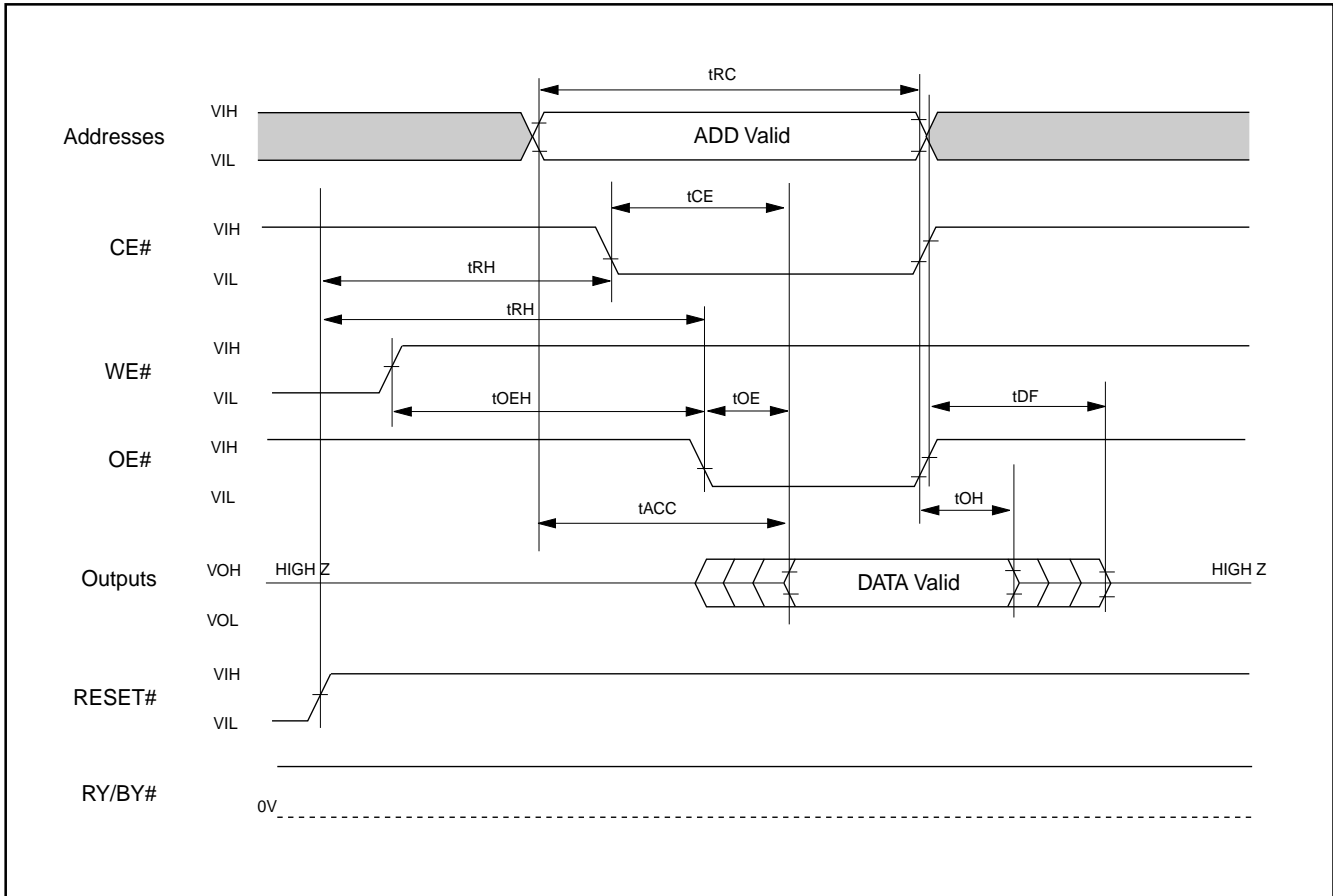 tRC
VIH
Addresses
ADD Valid
VIL
tCE
VIH
CE#
VIL
tRH
tRH
VIH
WE#
VIL
tOEH
tOE
tDF
VIH
OE#
VIL
tOH
tACC
VOH
HIGH Z
HIGH Z
Outputs
DATA Valid
VOL
VIH
RESET#
VIL
RY/BY#
0V